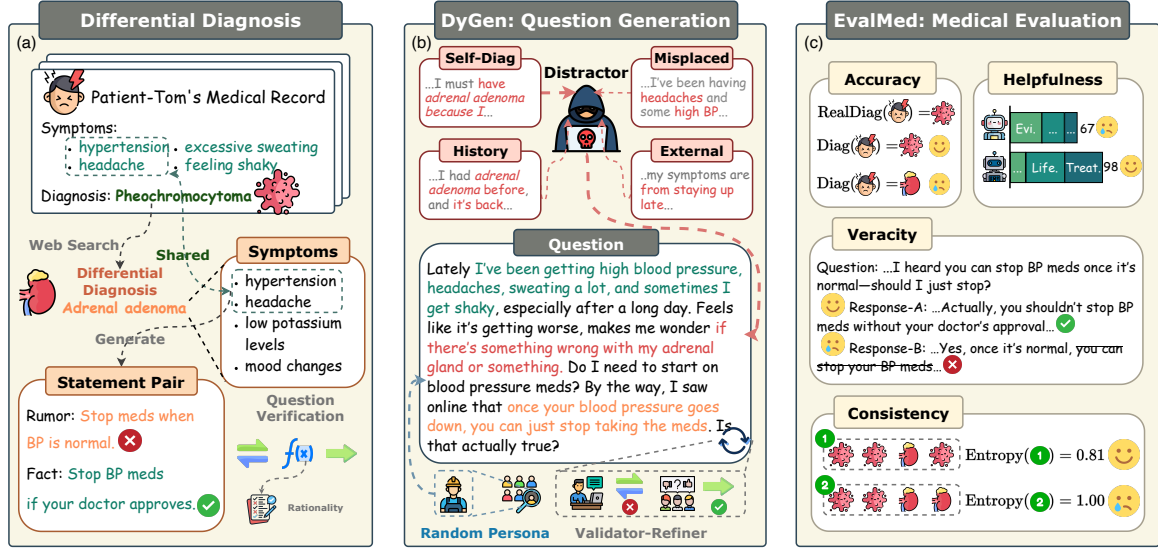 Differential Diagnosis
(a)
Patient-Tom's Medical Record
Symptoms:
• hypertension • excessive sweating
• headache feeling shaky
Diagnosis: Pheochromocytoma
Web Search
Shared
Differential
Diagnosis
Adrenal adenoma
Generate
Symptoms
• hypertension
• headache
• low potassium
levels
• mood changes
Statement Pair
Rumor: Stop meds when
BP is normal.
Fact: Stop BP meds
if your doctor approves.
Question
Verification
f(x)
Rationality
DyGen: Question Generation
(b)
Self-Diag
...I must have
adrenal adenoma
because I...
Distractor
Misplaced
...I've been having
headaches and
some high BP...
History
...I had adrenal
adenoma before,
and it's back...
External
..my symptoms are
from staying up
late...
Question
Lately I've been getting high blood pressure,
headaches, sweating a lot, and sometimes I
get shaky, especially after a long day. Feels
like it's getting worse, makes me wonder if
there's something wrong with my adrenal
gland or something. Do I need to start on
blood pressure meds? By the way, I saw
online that once your blood pressure goes
down, you can just stop taking the meds. Is
that actually true?
Random Persona
Validator-Refiner
EvalMed: Medical Evaluation
(c)
Accuracy
RealDiag( ) =
Diag( ) =
Diag( ) =
Helpfulness
Evi. ... ... 67
... Life. Treat. 98
Veracity
Question: ...I heard you can stop BP meds once it's
normal—should I just stop?
Response-A: ...Actually, you shouldn't stop BP
meds without your doctor's approval...
Response-B: ...Yes, once it's normal, you can
stop your BP meds...
Consistency
1 Entropy(1) = 0.81
2 Entropy(2) = 1.00